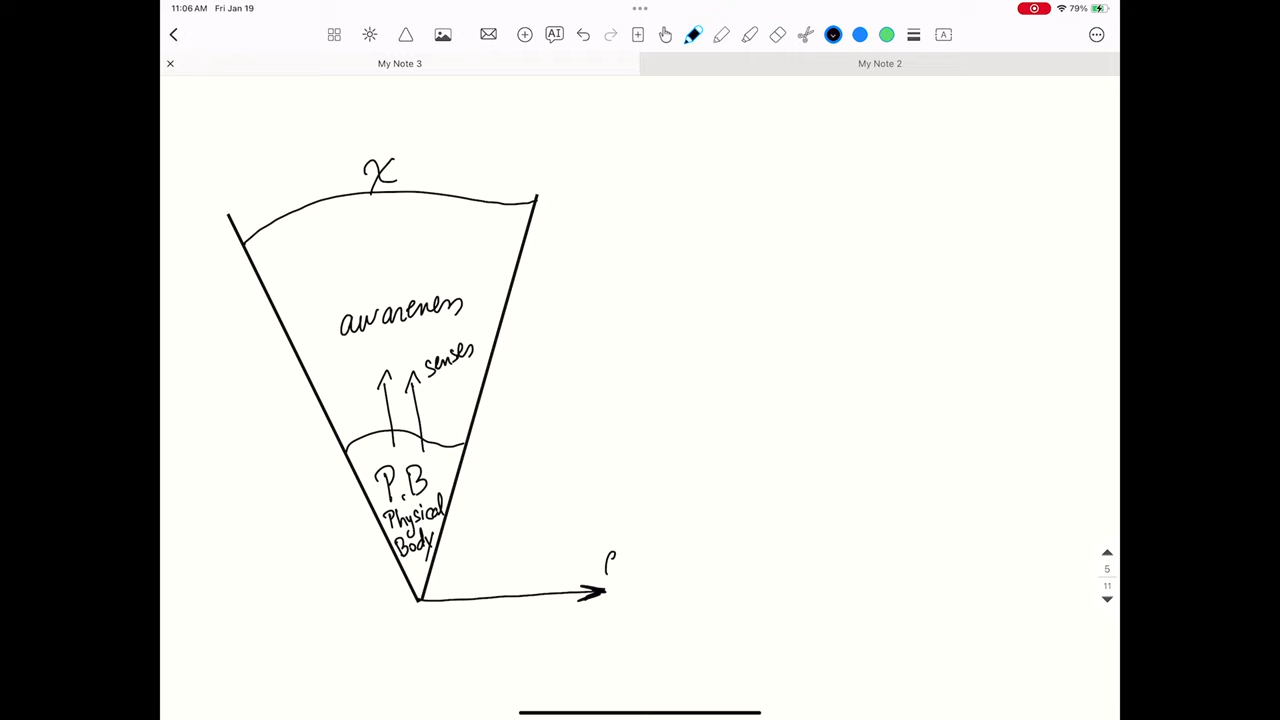 11:06 AM Fri Jan 19
79%
AI
A
My Note 3
My Note 2
x
awareness
senses
P.B
Physical
Body
5
11